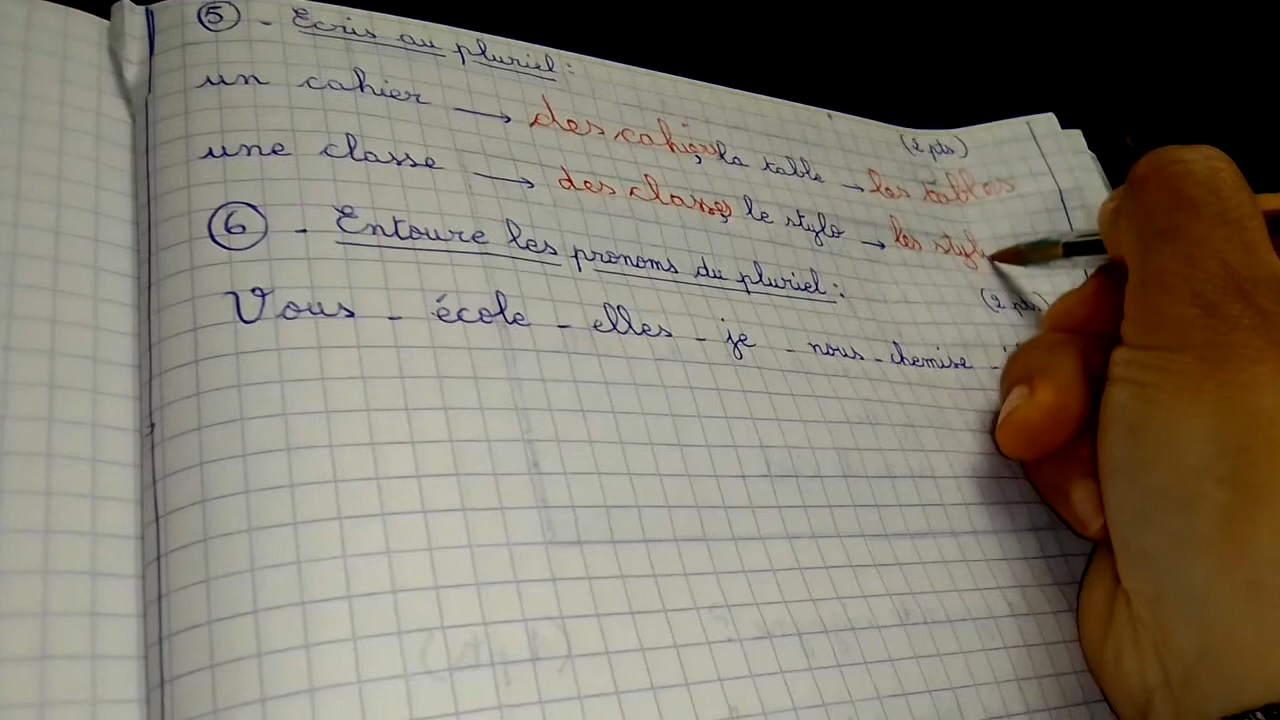 5 - Ecris au pluriel:
(2 pts)
un cahier → des cahiers la table → les tables
une classe → des classes le stylo → les stylo
6 - Entoure les pronoms du pluriel:
(2 pts)
Vous - école - elles - je - nous - chemise -